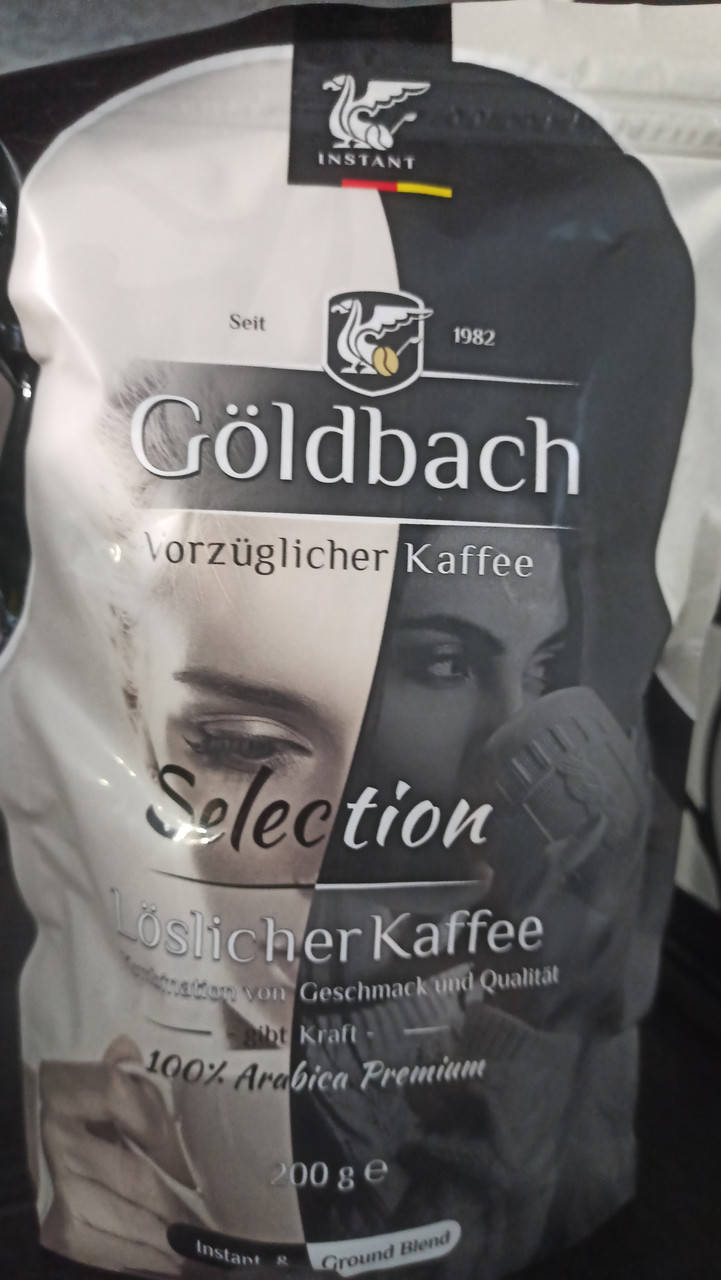 INSTANT
Seit 1982
Göldbach
Vorzüglicher Kaffee
Selection
Löslicher Kaffee
von Geschmack und Qualität
- gibt Kraft -
100% Arabica Premium
200 g ℮
Instant & Ground Blend